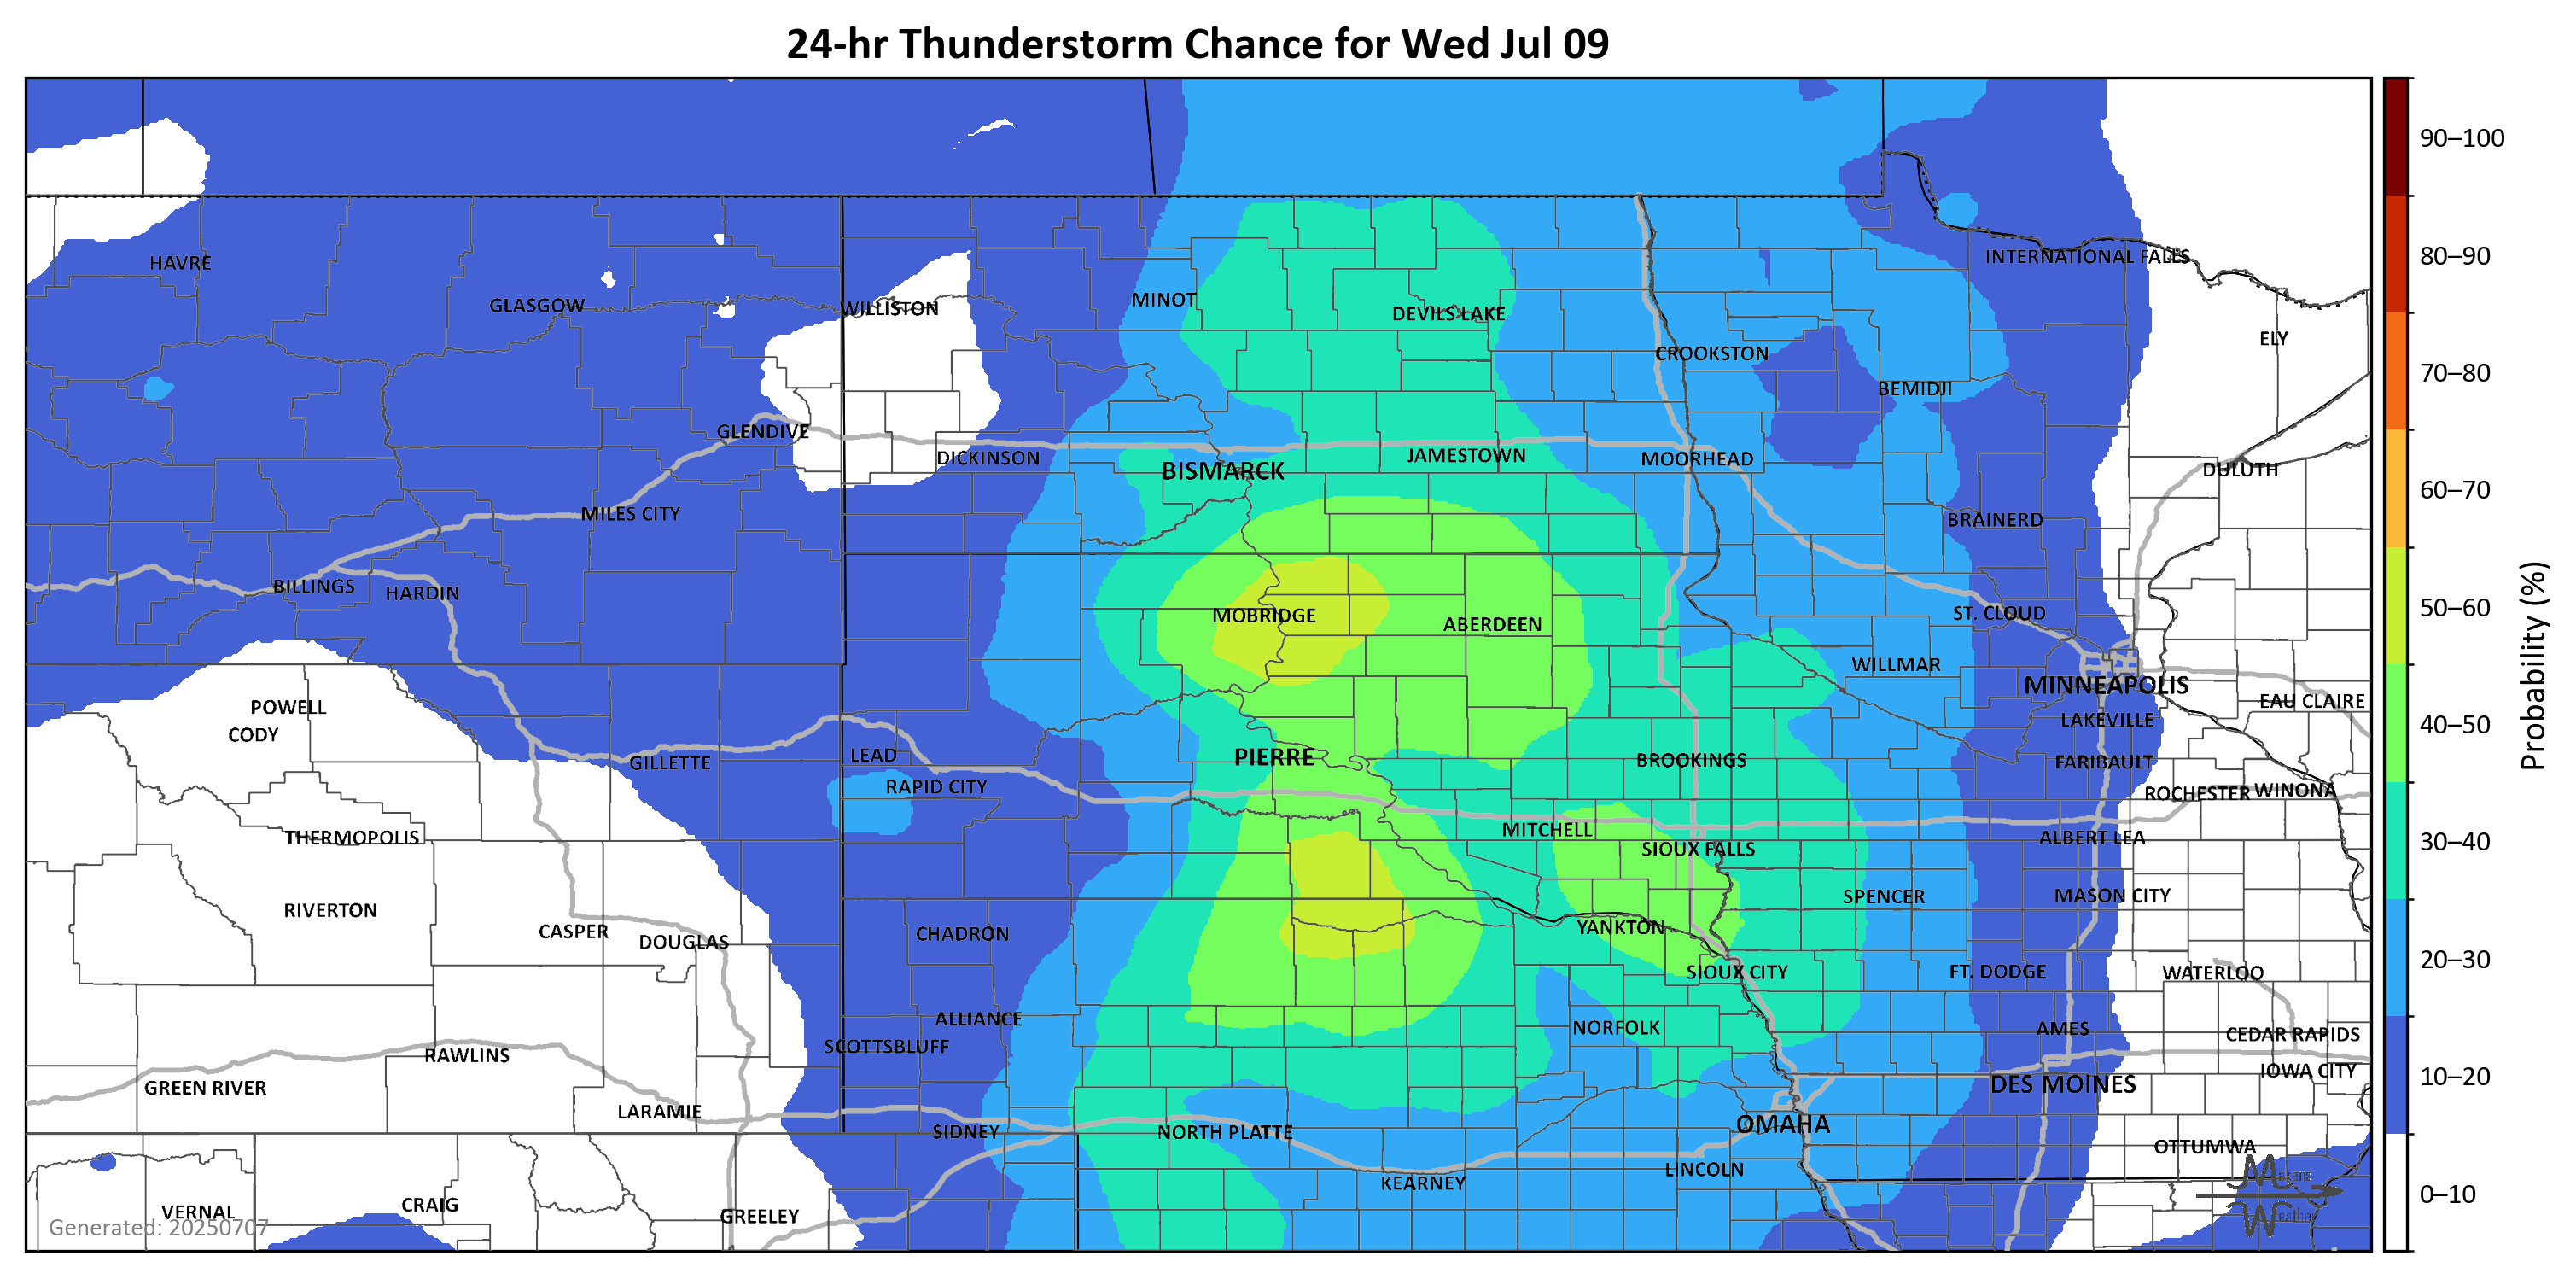 24-hr Thunderstorm Chance for Wed Jul 09
90–100
80–90
70–80
60–70
50–60
40–50
30–40
20–30
10–20
0–10
Probability (%)
HAVRE
INTERNATIONAL FALLS
GLASGOW
WILLISTON
MINOT
DEVILS LAKE
ELY
CROOKSTON
BEMIDJI
GLENDIVE
DICKINSON
BISMARCK
JAMESTOWN
MOORHEAD
DULUTH
MILES CITY
BRAINERD
BILLINGS
HARDIN
MOBRIDGE
ABERDEEN
ST. CLOUD
WILLMAR
MINNEAPOLIS
POWELL
EAU CLAIRE
CODY
LAKEVILLE
LEAD
GILLETTE
PIERRE
BROOKINGS
FARIBAULT
RAPID CITY
ROCHESTER
WINONA
THERMOPOLIS
MITCHELL
SIOUX FALLS
ALBERT LEA
RIVERTON
SPENCER
MASON CITY
CASPER
DOUGLAS
CHADRON
YANKTON
SIOUX CITY
FT. DODGE
WATERLOO
ALLIANCE
NORFOLK
AMES
CEDAR RAPIDS
SCOTTSBLUFF
RAWLINS
IOWA CITY
GREEN RIVER
DES MOINES
LARAMIE
SIDNEY
NORTH PLATTE
OMAHA
OTTUMWA
LINCOLN
KEARNEY
VERNAL
CRAIG
GREELEY
Generated: 20250707
Makens
Weather